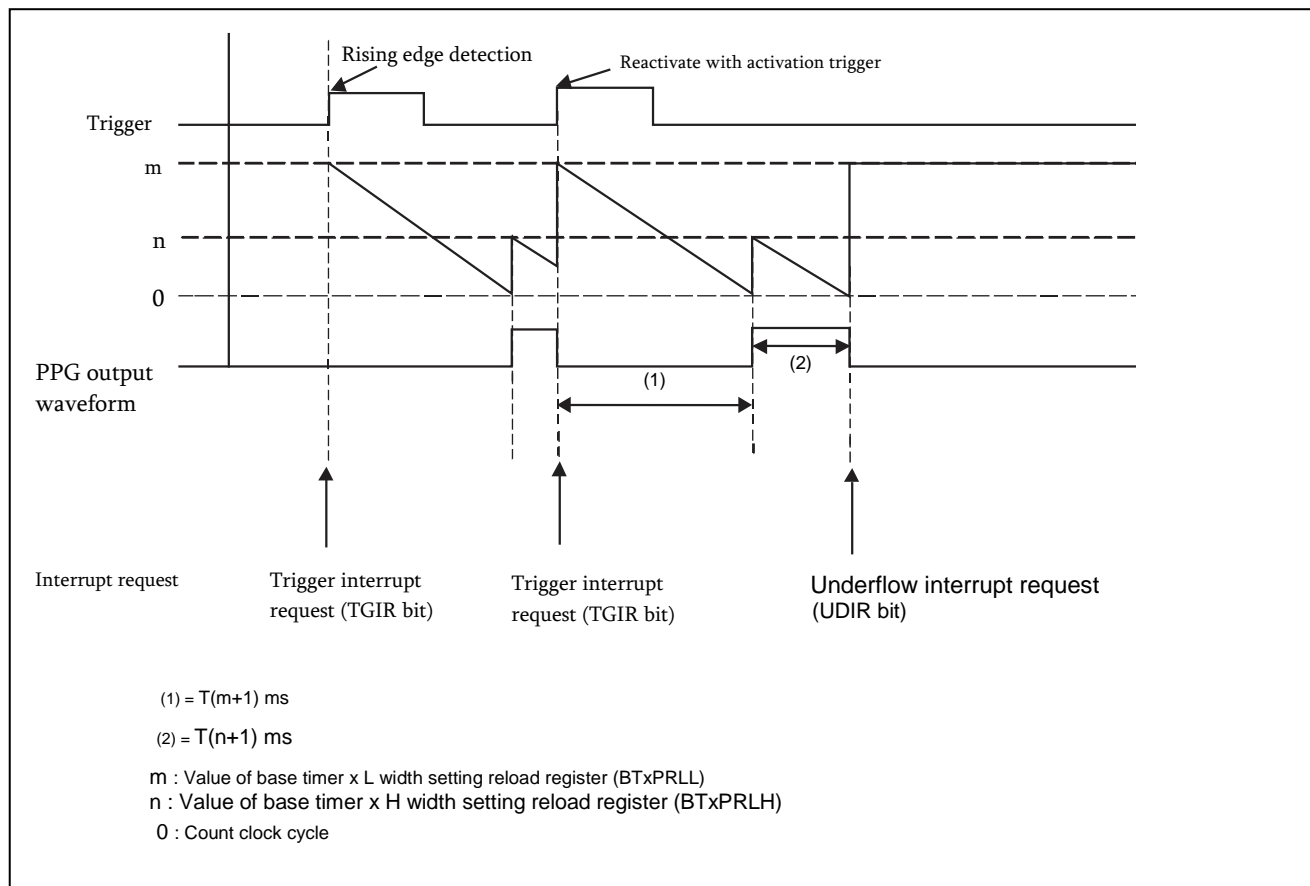 Rising edge detection
Reactivate with activation trigger
Trigger
m
n
0
(1)
(2)
PPG output
waveform
Interrupt request
Trigger interrupt
request (TGIR bit)
Trigger interrupt
request (TGIR bit)
Underflow interrupt request
(UDIR bit)
(1) = T(m+1) ms
(2) = T(n+1) ms
m : Value of base timer x L width setting reload register (BTxPRLL)
n : Value of base timer x H width setting reload register (BTxPRLH)
0 : Count clock cycle